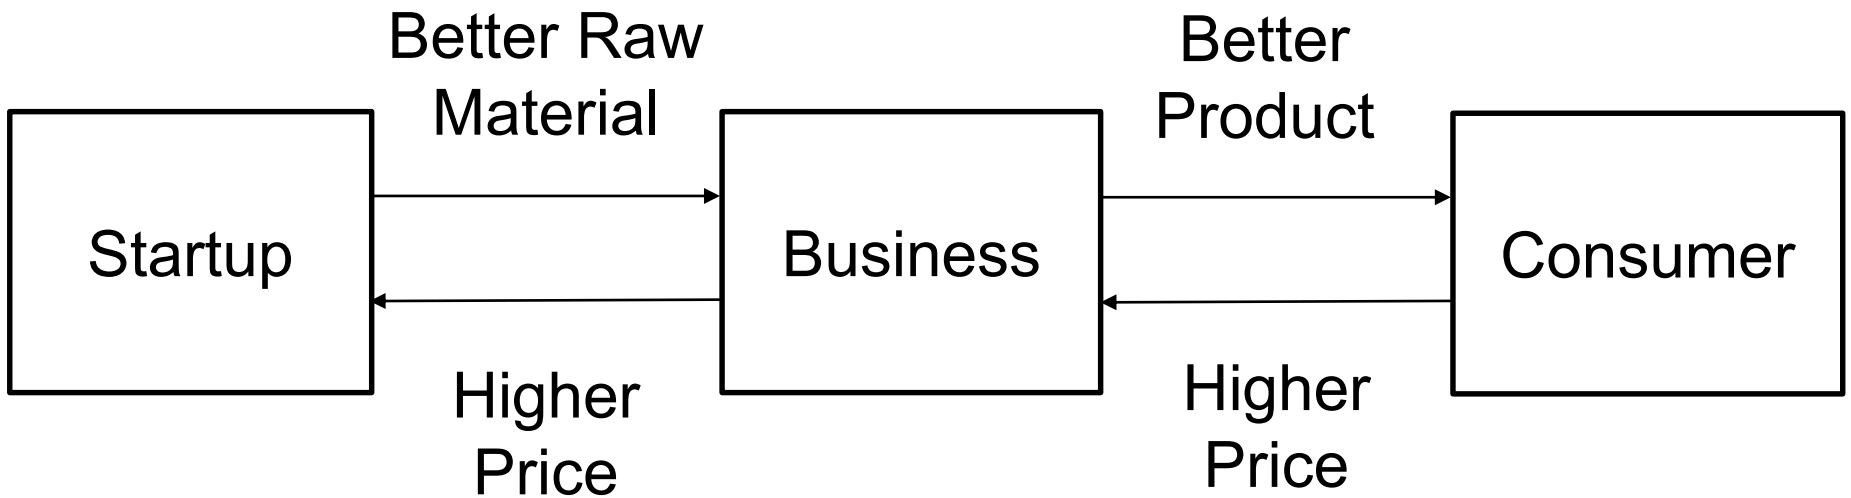 Better Raw
Material
Better
Product
Startup
Business
Consumer
Higher
Price
Higher
Price